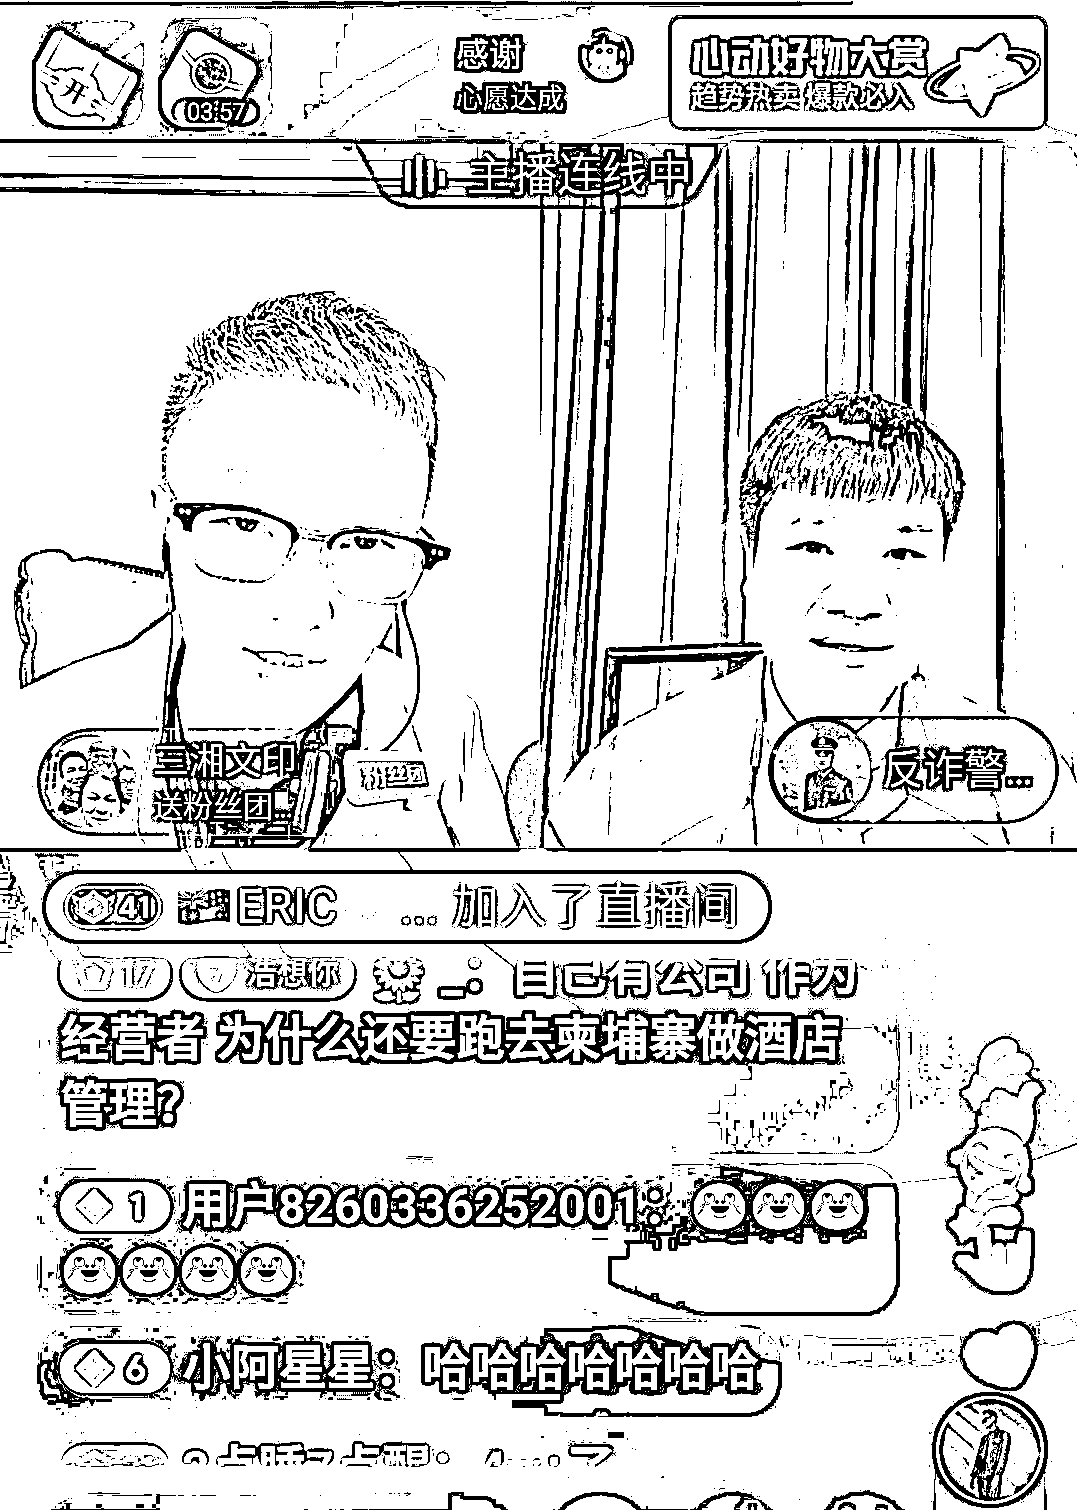 开
03:57
感谢
心愿达成
心动好物大赏
趋势热卖 爆款必入
主播连线中
三湘文印
送粉丝团...
粉丝团
反诈警...
41 ERIC ... 加入了直播间
17 浩想你 _: 自己有公司 作为
经营者 为什么还要跑去柬埔寨做酒店
管理?
1 用户8260336252001:
6 小阿星星: 哈哈哈哈哈哈哈